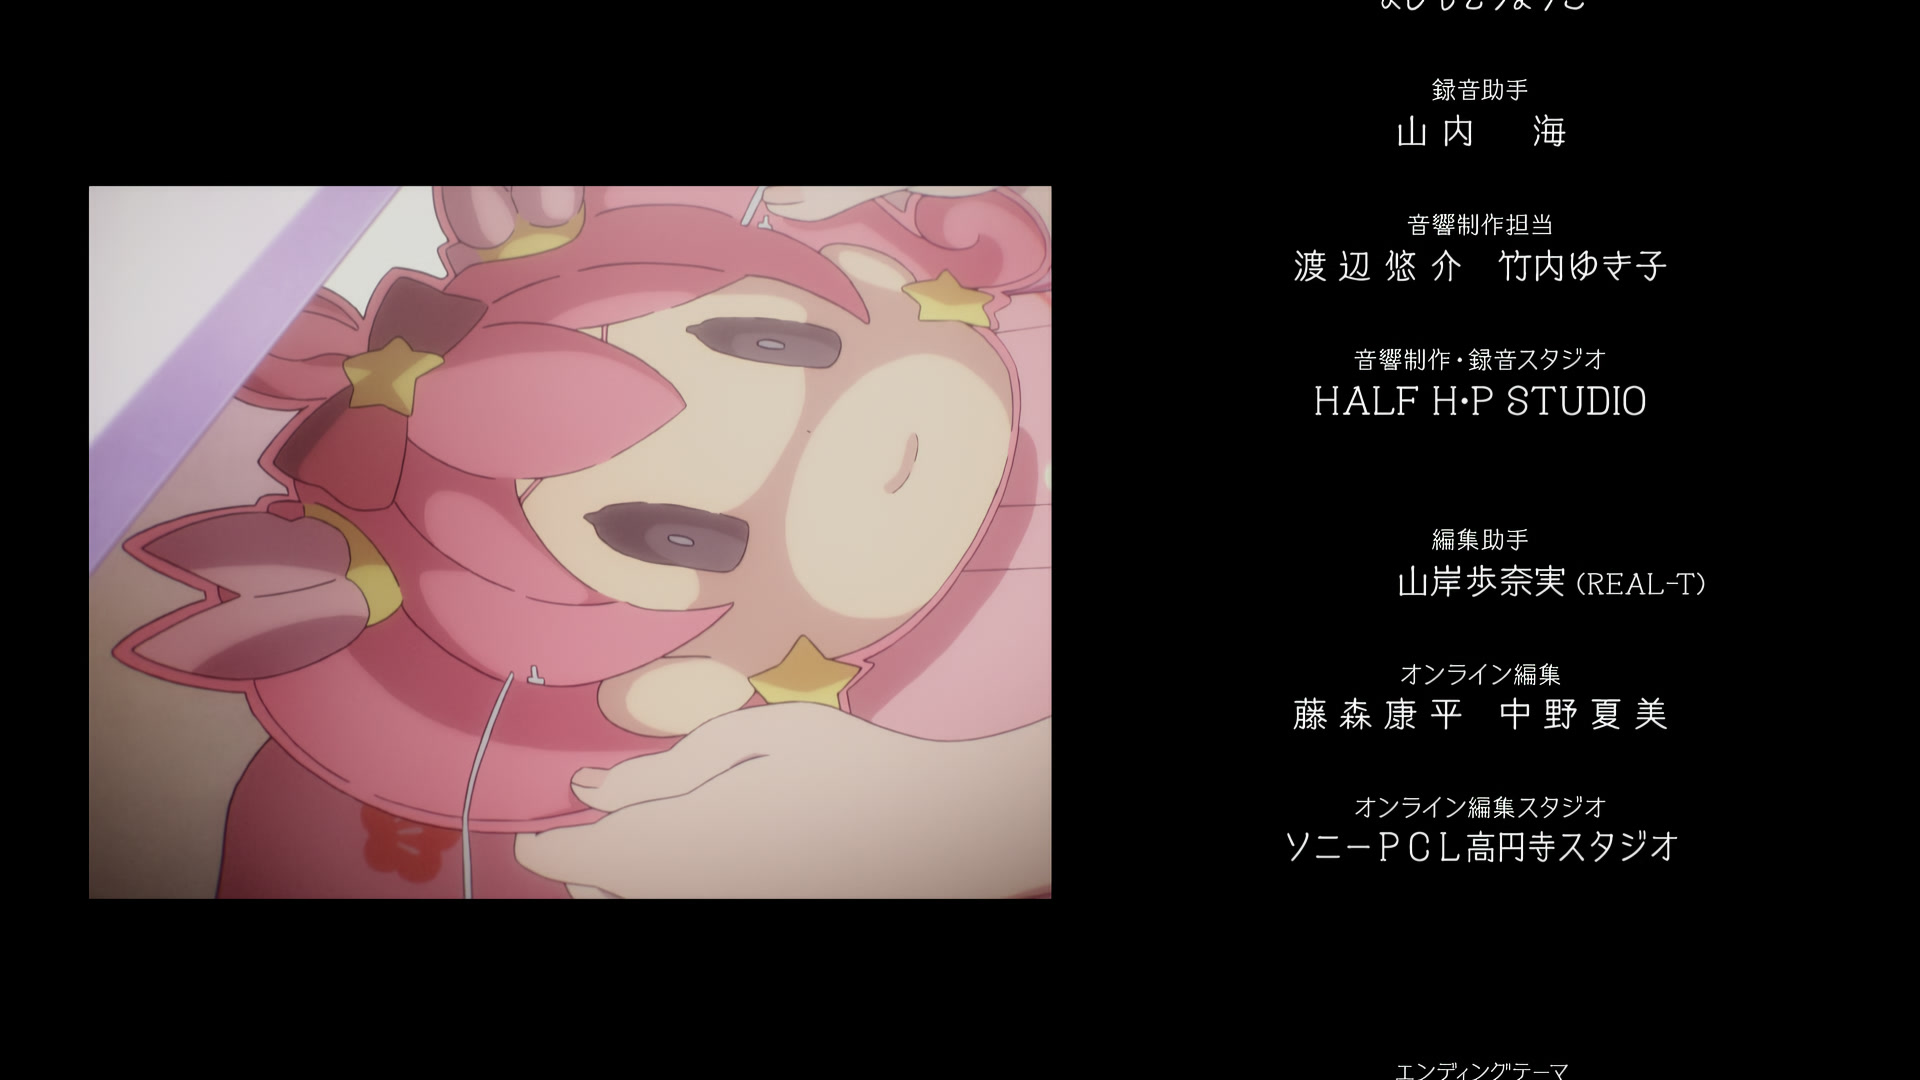 録音助手
山内 海
音響制作担当
渡辺悠介 竹内ゆき子
音響制作・録音スタジオ
HALF H・P STUDIO
編集助手
山岸歩奈実 (REAL-T)
オンライン編集
藤森康平 中野夏美
オンライン編集スタジオ
ソニーPCL高円寺スタジオ
エンディングテーマ